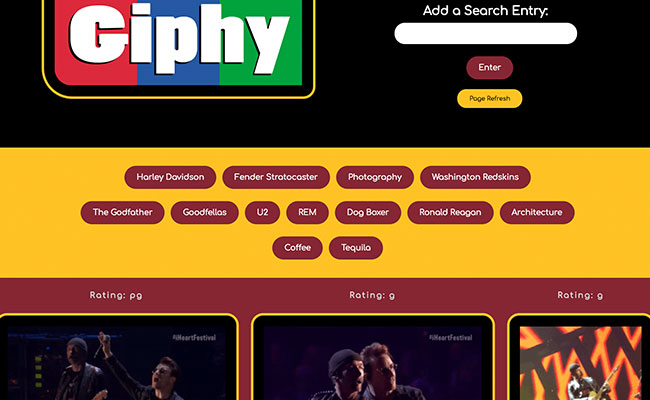 Giphy
Add a Search Entry:
Enter
Page Refresh
Harley Davidson Fender Stratocaster Photography Washington Redskins
The Godfather Goodfellas U2 REM Dog Boxer Ronald Reagan Architecture
Coffee Tequila
Rating: pg Rating: g Rating: g
#iHeartFestival #iHeartFestival